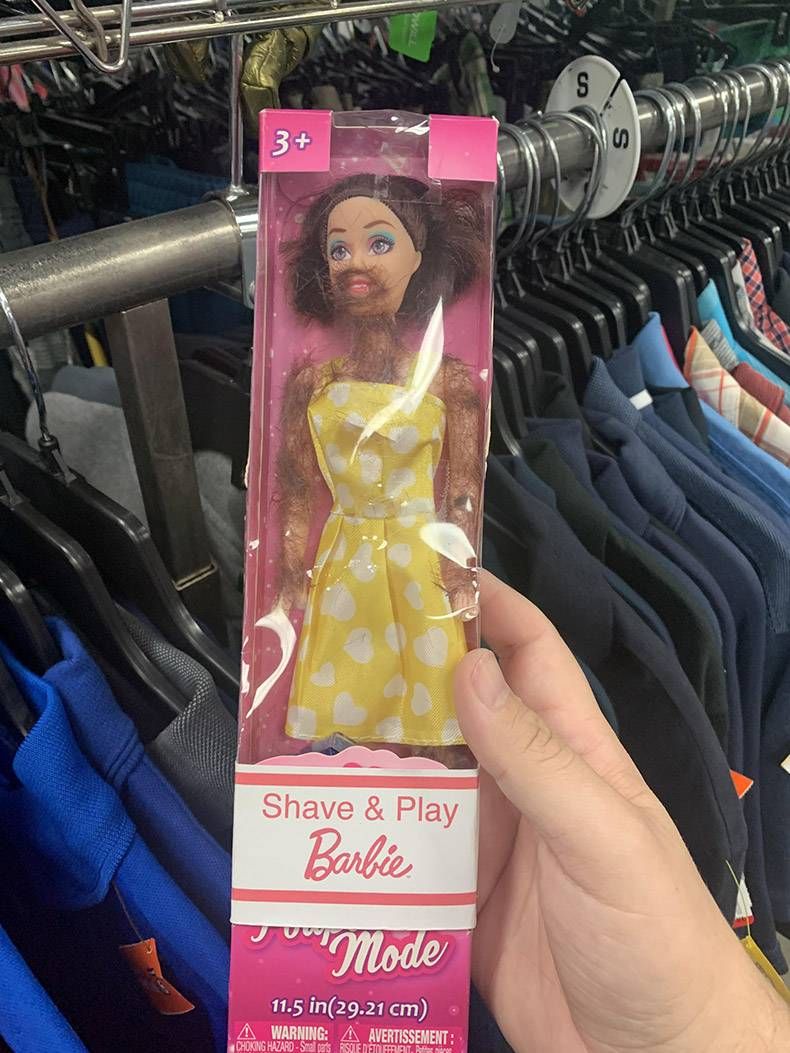 S
S
3+
Shave & Play
Barbie
Mode
11.5 in(29.21 cm)
WARNING:
CHOKING HAZARD - Small parts
AVERTISSEMENT :